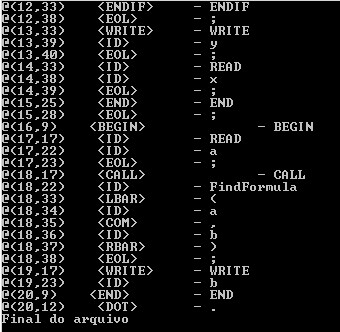 @(12,33) <ENDIF> - ENDIF
@(12,38) <EOL> - ;
@(13,33) <WRITE> - WRITE
@(13,39) <ID> - y
@(13,40) <EOL> - ;
@(14,33) <ID> - READ
@(14,38) <ID> - x
@(14,39) <EOL> - ;
@(15,25) <END> - END
@(15,28) <EOL> - ;
@(16,9) <BEGIN> - BEGIN
@(17,17) <ID> - READ
@(17,22) <ID> - a
@(17,23) <EOL> - ;
@(18,17) <CALL> - CALL
@(18,22) <ID> - FindFormula
@(18,33) <LBAR> - (
@(18,34) <ID> - a
@(18,35) <COM> - ,
@(18,36) <ID> - b
@(18,37) <RBAR> - )
@(18,38) <EOL> - ;
@(19,17) <WRITE> - WRITE
@(19,23) <ID> - b
@(20,9) <END> - END
@(20,12) <DOT> - .
Final do arquivo